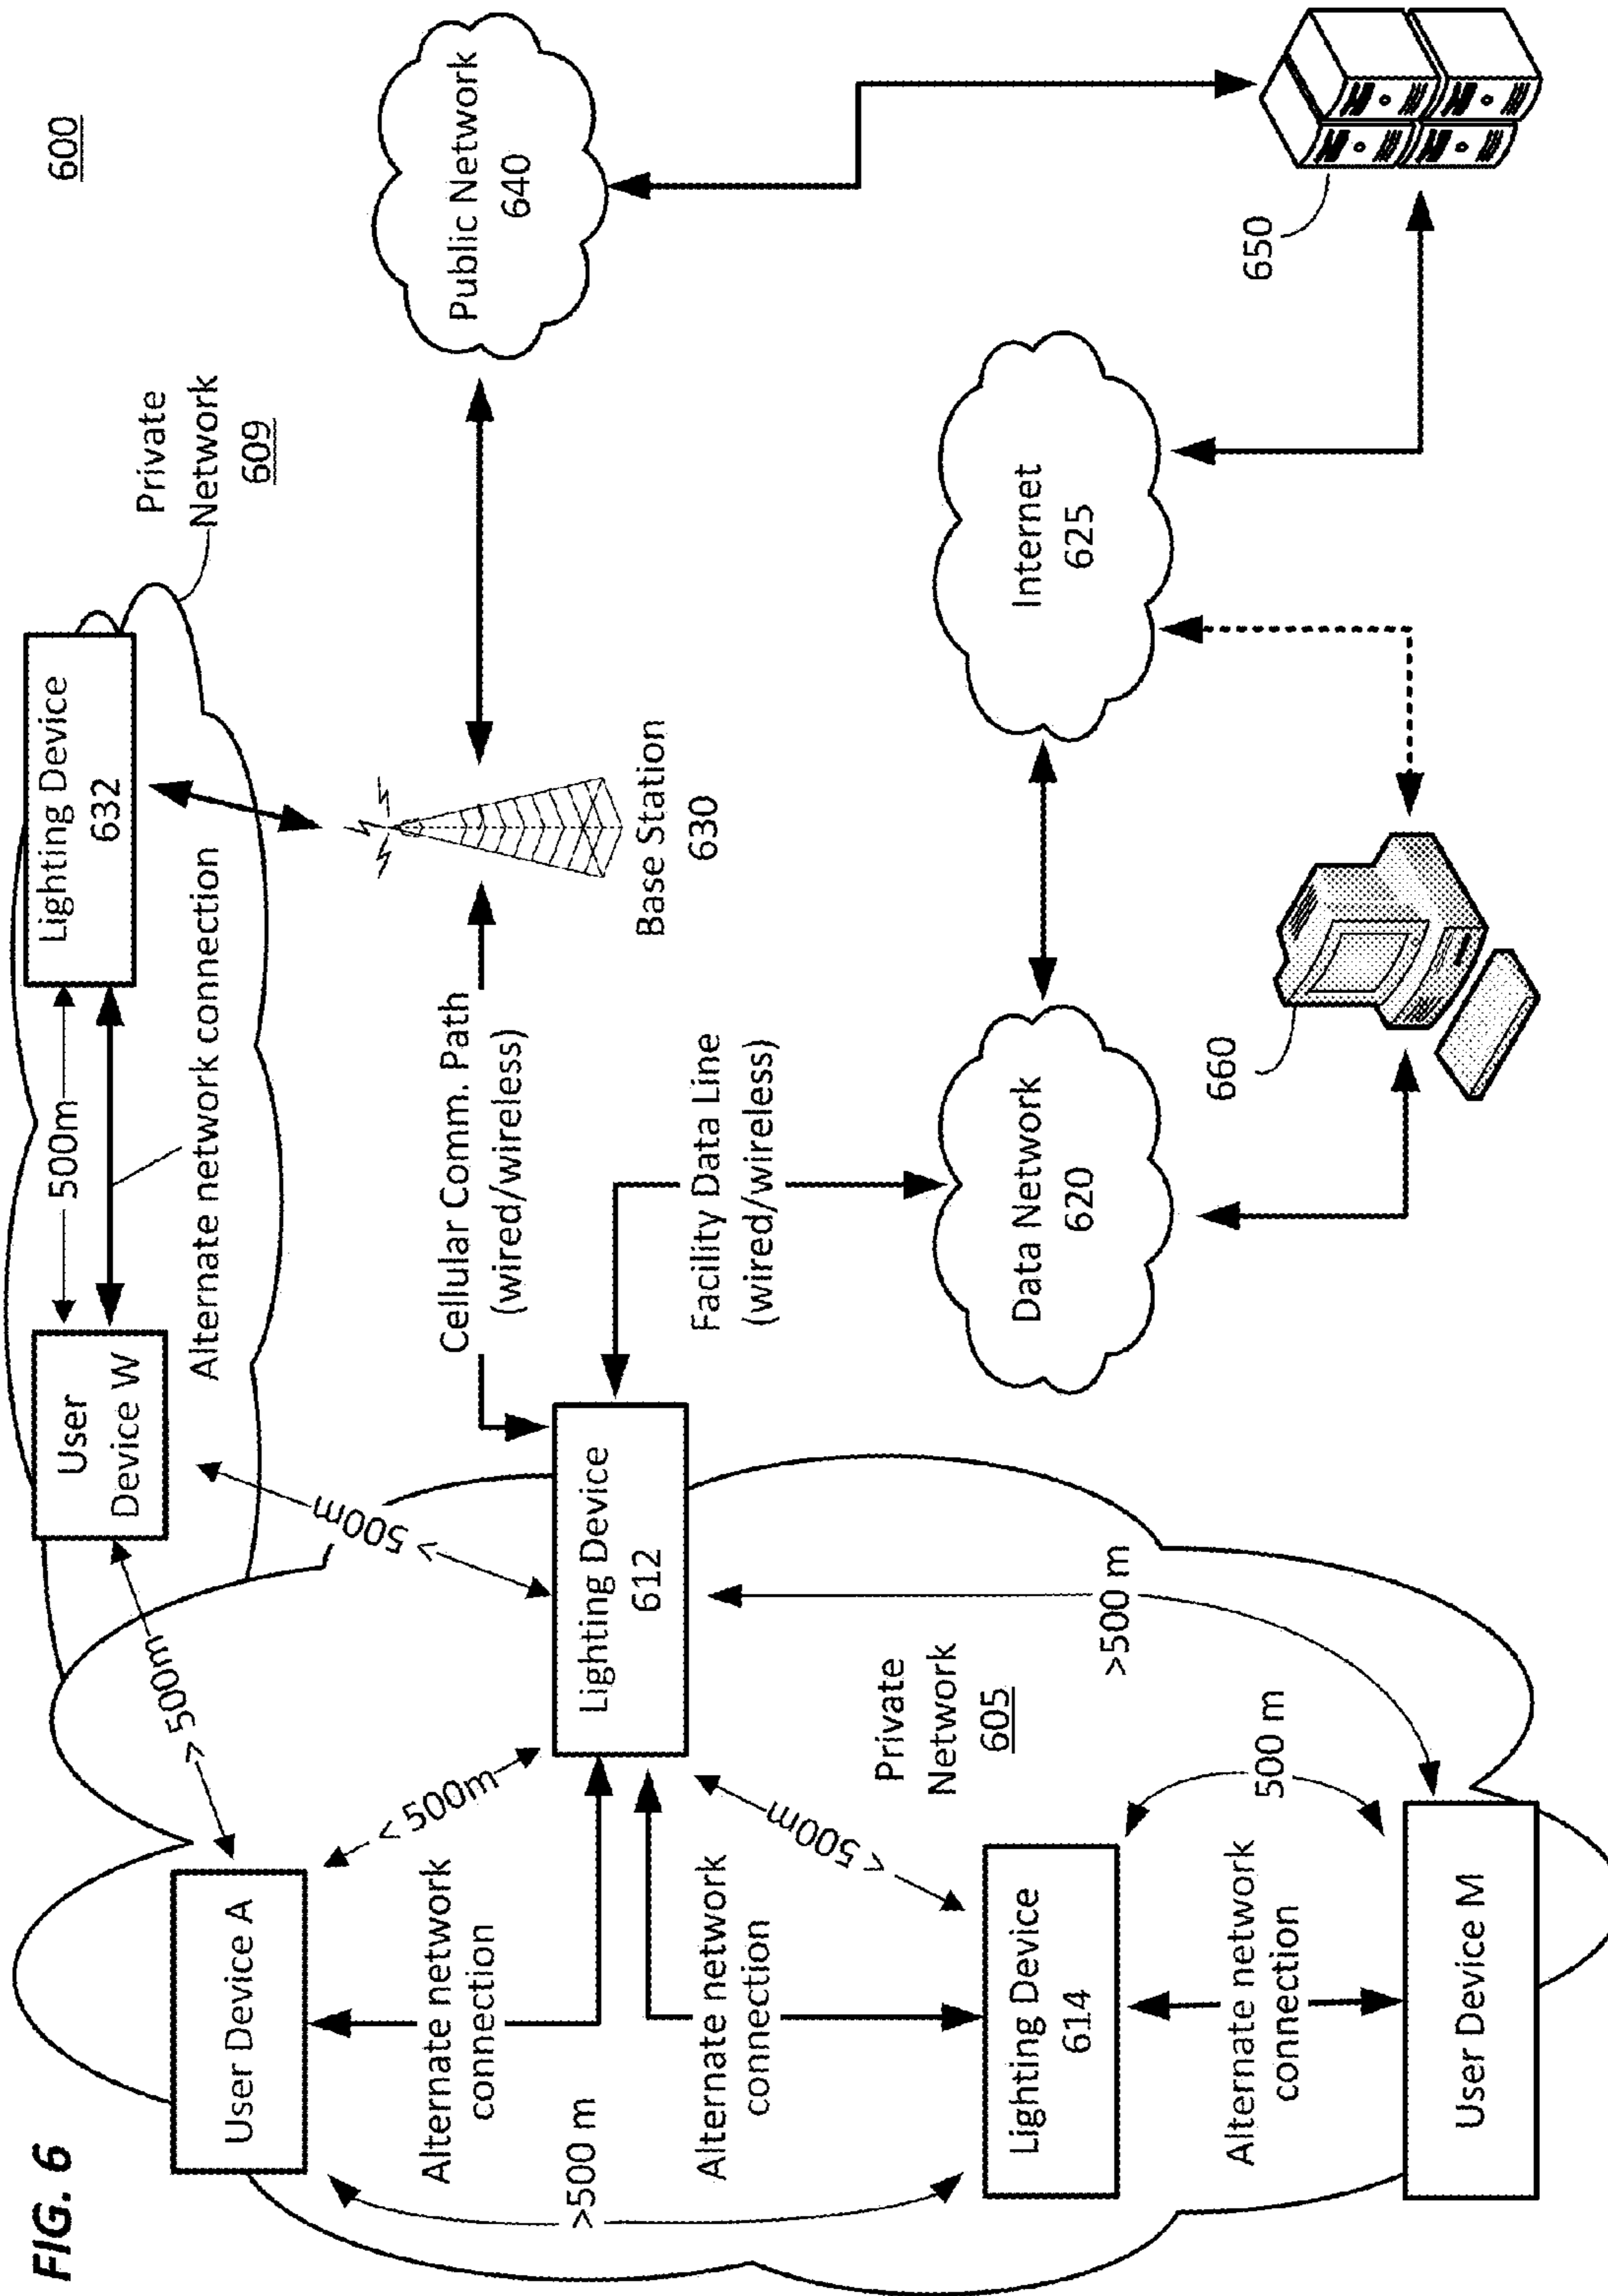 FIG. 6
600
User
Device W
500m
Alternate network connection
Lighting Device
632
Private
Network
609
> 500m
> 500m
User Device A
< 500m
Alternate network
connection
Cellular Comm. Path
(wired/wireless)
Base Station
630
Public Network
640
>500 m
Lighting Device
612
Facility Data Line
(wired/wireless)
Alternate network
connection
< 500m
Private
Network
605
Lighting Device
614
>500 m
Data Network
620
Internet
625
Alternate network
connection
500 m
User Device M
660
650